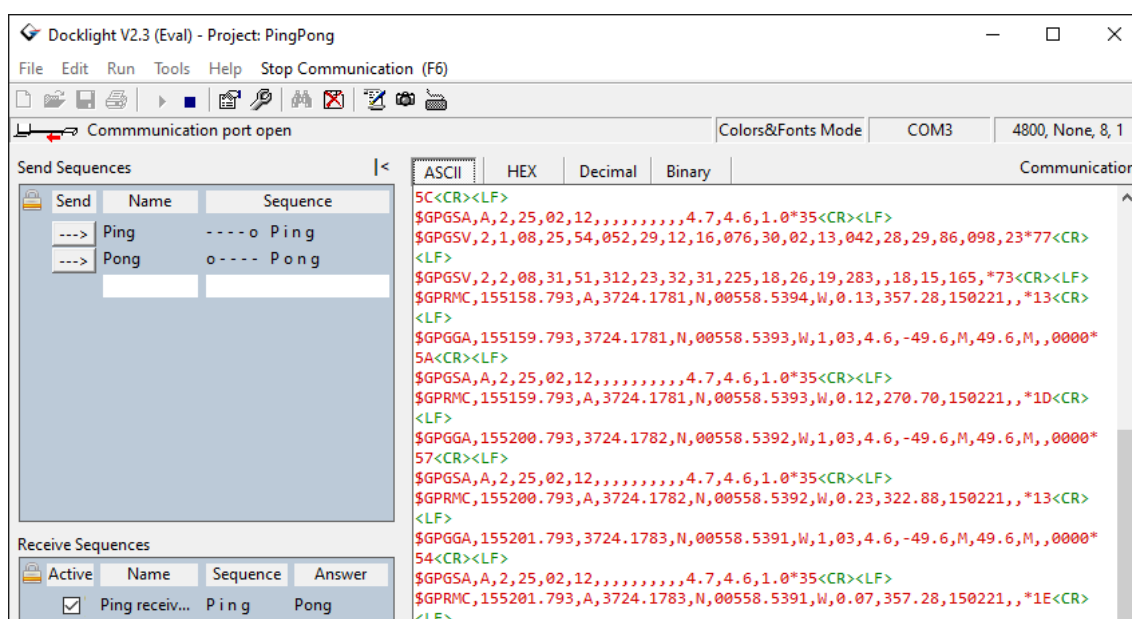 Docklight V2.3 (Eval) - Project: PingPong
File Edit Run Tools Help Stop Communication (F6)
Commmunication port open
Colors&Fonts Mode COM3 4800, None, 8, 1
Send Sequences |<
Send Name Sequence
---> Ping ----o Ping
---> Pong o---- Pong
Receive Sequences
Active Name Sequence Answer
Ping receiv... Ping Pong
ASCII HEX Decimal Binary Communication
5C<CR><LF>
$GPGSA,A,2,25,02,12,,,,,,,,,,4.7,4.6,1.0*35<CR><LF>
$GPGSV,2,1,08,25,54,052,29,12,16,076,30,02,13,042,28,29,86,098,23*77<CR>
<LF>
$GPGSV,2,2,08,31,51,312,23,32,31,225,18,26,19,283,,18,15,165,*73<CR><LF>
$GPRMC,155158.793,A,3724.1781,N,00558.5394,W,0.13,357.28,150221,,*13<CR>
<LF>
$GPGGA,155159.793,3724.1781,N,00558.5393,W,1,03,4.6,-49.6,M,49.6,M,,0000*
5A<CR><LF>
$GPGSA,A,2,25,02,12,,,,,,,,,,4.7,4.6,1.0*35<CR><LF>
$GPRMC,155159.793,A,3724.1781,N,00558.5393,W,0.12,270.70,150221,,*1D<CR>
<LF>
$GPGGA,155200.793,3724.1782,N,00558.5392,W,1,03,4.6,-49.6,M,49.6,M,,0000*
57<CR><LF>
$GPGSA,A,2,25,02,12,,,,,,,,,,4.7,4.6,1.0*35<CR><LF>
$GPRMC,155200.793,A,3724.1782,N,00558.5392,W,0.23,322.88,150221,,*13<CR>
<LF>
$GPGGA,155201.793,3724.1783,N,00558.5391,W,1,03,4.6,-49.6,M,49.6,M,,0000*
54<CR><LF>
$GPGSA,A,2,25,02,12,,,,,,,,,,4.7,4.6,1.0*35<CR><LF>
$GPRMC,155201.793,A,3724.1783,N,00558.5391,W,0.07,357.28,150221,,*1E<CR>
<LF>